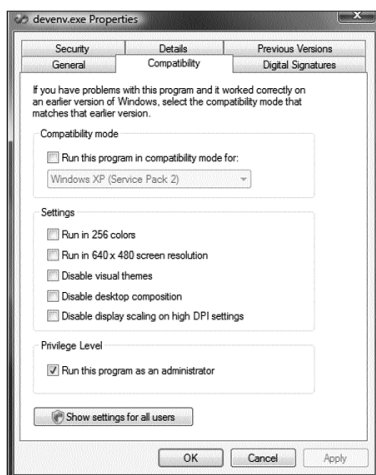 devenv.exe Properties
Security Details Previous Versions
General Compatibility Digital Signatures
If you have problems with this program and it worked correctly on
an earlier version of Windows, select the compatibility mode that
matches that earlier version.
Compatibility mode
Run this program in compatibility mode for:
Windows XP (Service Pack 2)
Settings
Run in 256 colors
Run in 640 x 480 screen resolution
Disable visual themes
Disable desktop composition
Disable display scaling on high DPI settings
Privilege Level
Run this program as an administrator
Show settings for all users
OK Cancel Apply